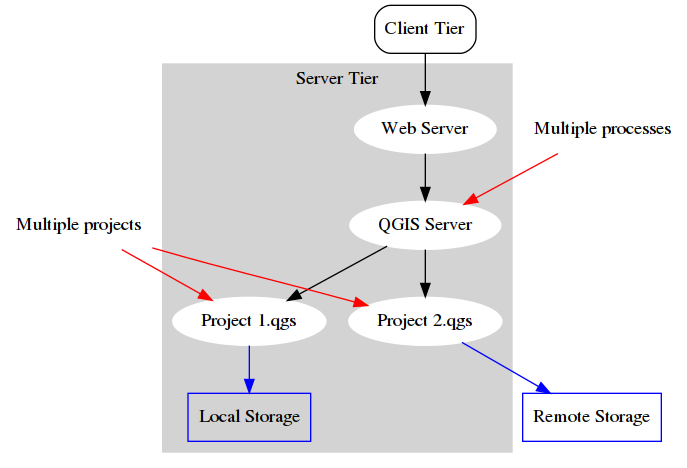 Client Tier
Server Tier
Web Server
Multiple processes
QGIS Server
Multiple projects
Project 1.qgs
Project 2.qgs
Local Storage
Remote Storage